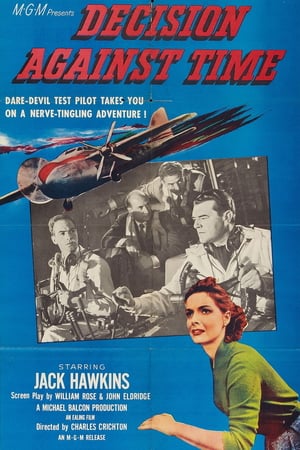 M-G-M Presents
DECISION
AGAINST TIME
DARE-DEVIL TEST PILOT TAKES YOU
ON A NERVE-TINGLING ADVENTURE !
STARRING
JACK HAWKINS
Screen Play by WILLIAM ROSE & JOHN ELDRIDGE
A MICHAEL BALCON PRODUCTION
AN EALING FILM
Directed by CHARLES CRICHTON
AN M-G-M RELEASE